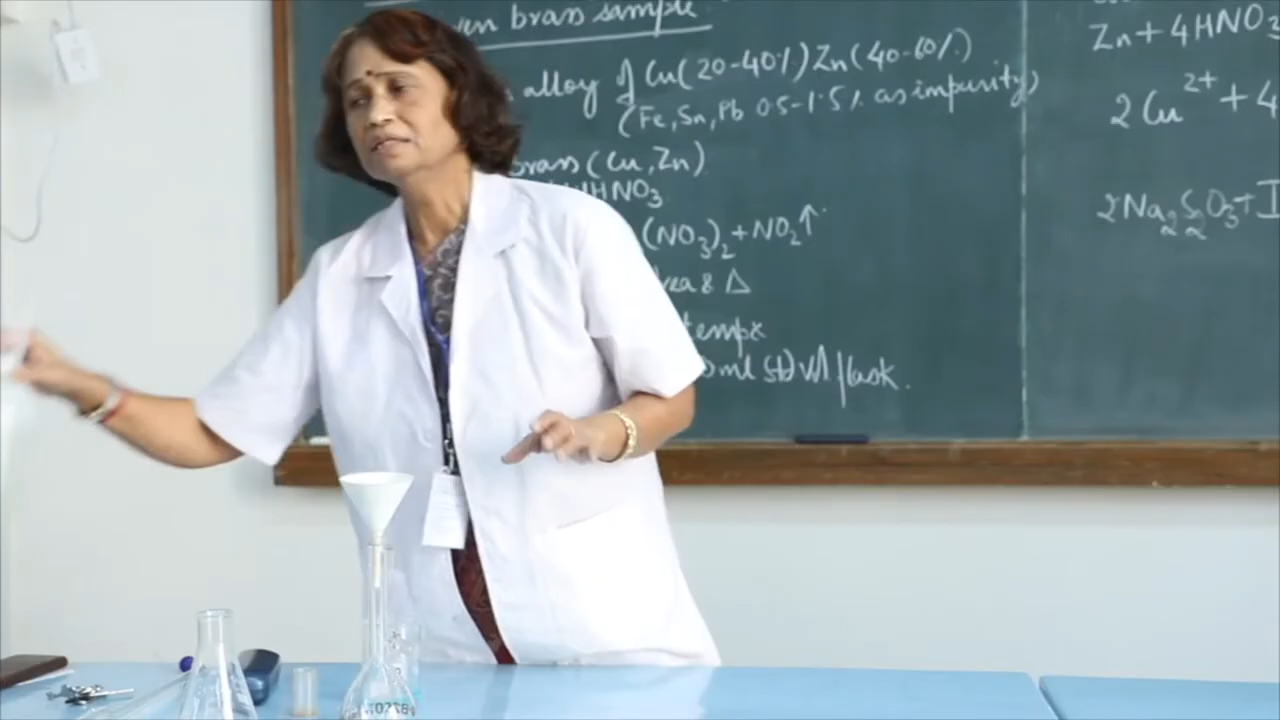 brass sample
alloy of Cu(20-40%) Zn(40-60%)
(Fe, Sn, Pb 0.5-1.5% as impurity)
brass (Cu, Zn)
HNO3
(NO3)2 + NO2↑
& △
temp
ml std vol flask.
Zn + 4HNO3
2Cu2+ + 4
2Na2S2O3 + I